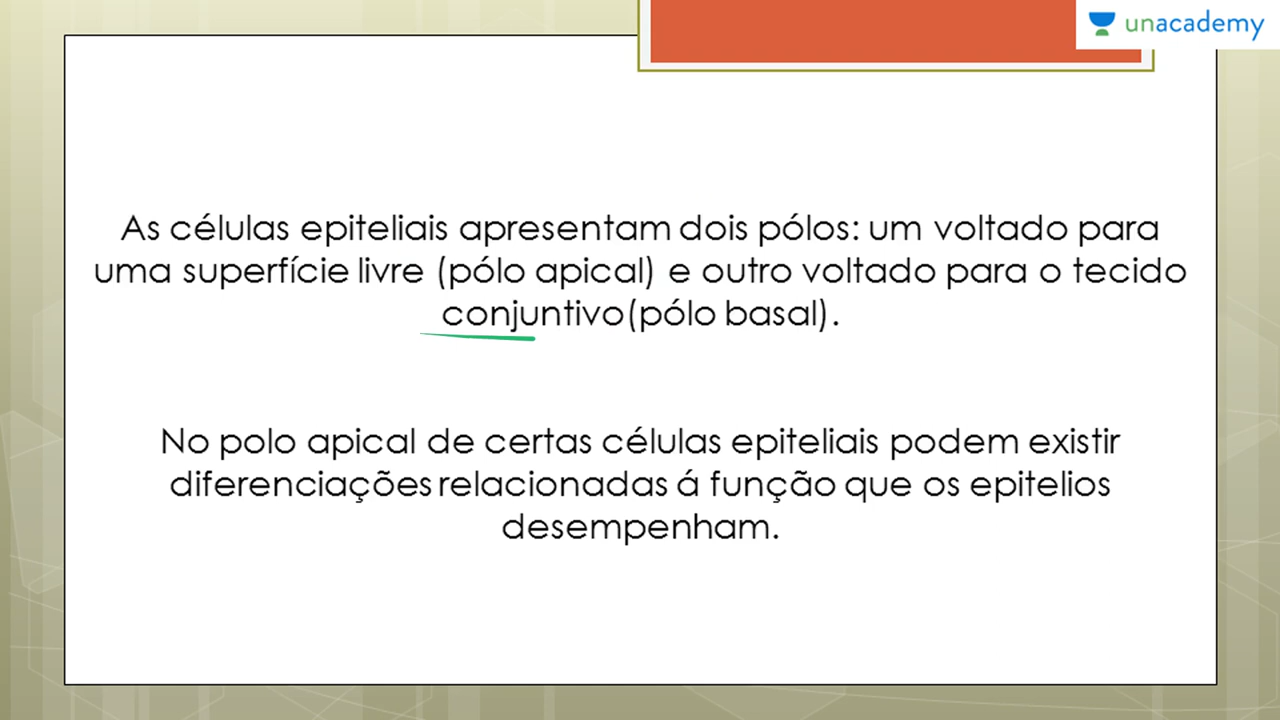 unacademy
As células epiteliais apresentam dois pólos: um voltado para
uma superfície livre (pólo apical) e outro voltado para o tecido
conjuntivo(pólo basal).
No polo apical de certas células epiteliais podem existir
diferenciações relacionadas á função que os epitelios
desempenham.